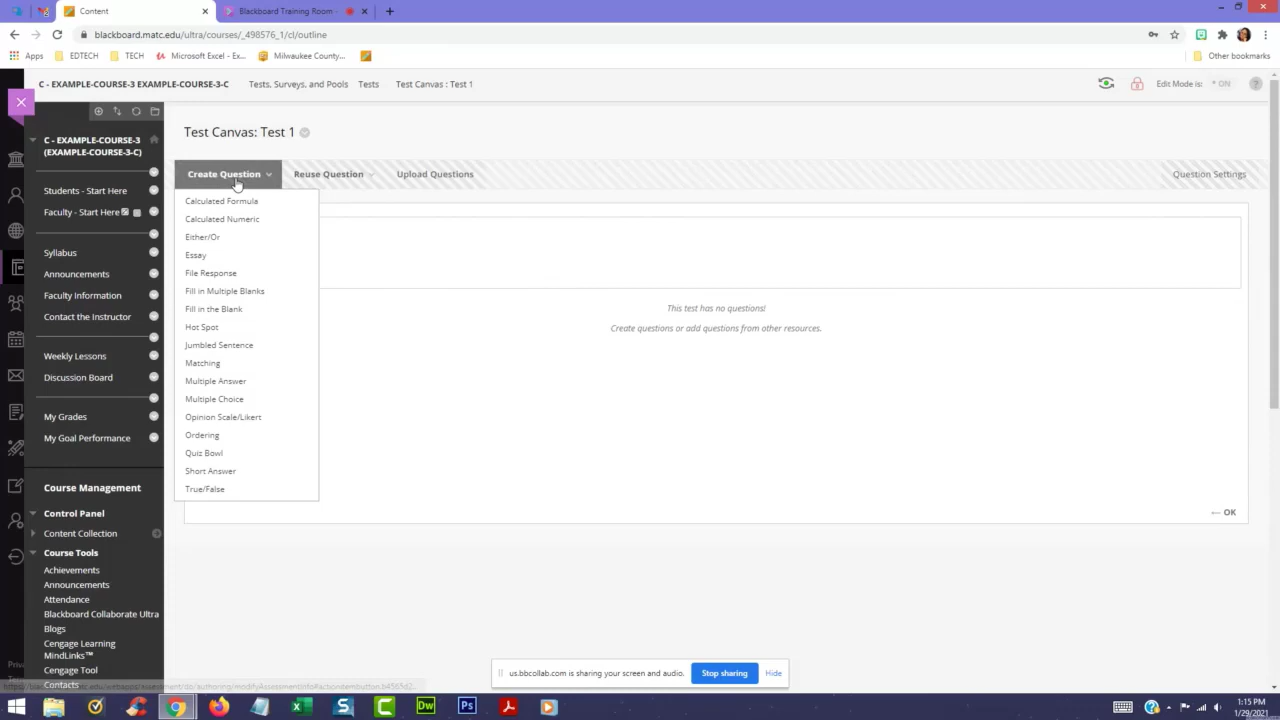 Content
Blackboard Training Room -
blackboard.matc.edu/ultra/courses/_498576_1/cl/outline
Apps
EDTECH
TECH
Microsoft Excel - Ex...
Milwaukee County...
Other bookmarks
C - EXAMPLE-COURSE-3 EXAMPLE-COURSE-3-C
Tests, Surveys, and Pools
Tests
Test Canvas : Test 1
Edit Mode is:
ON
?
C - EXAMPLE-COURSE-3
(EXAMPLE-COURSE-3-C)
Students - Start Here
Faculty - Start Here
Syllabus
Announcements
Faculty Information
Contact the Instructor
Weekly Lessons
Discussion Board
My Grades
My Goal Performance
Course Management
Control Panel
Content Collection
Course Tools
Achievements
Announcements
Attendance
Blackboard Collaborate Ultra
Blogs
Cengage Learning
MindLinks™
Cengage Tool
Contacts
Test Canvas: Test 1
Create Question
Reuse Question
Upload Questions
Question Settings
Calculated Formula
Calculated Numeric
Either/Or
Essay
File Response
Fill in Multiple Blanks
Fill in the Blank
Hot Spot
Jumbled Sentence
Matching
Multiple Answer
Multiple Choice
Opinion Scale/Likert
Ordering
Quiz Bowl
Short Answer
True/False
This test has no questions!
Create questions or add questions from other resources.
← OK
us.bbcollab.com is sharing your screen and audio.
Stop sharing
Hide
Dw
Ps
1:15 PM
1/29/2021